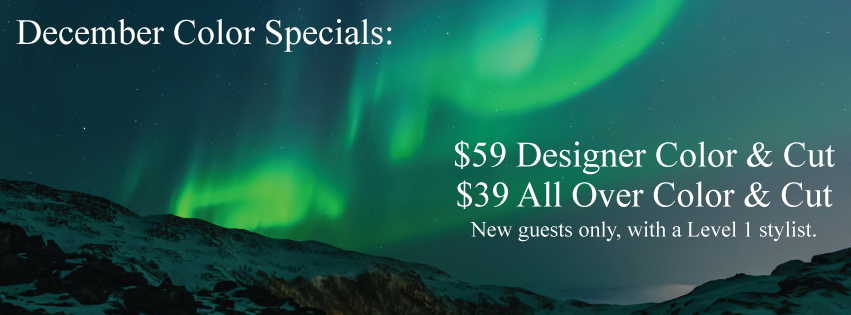 December Color Specials:
$59 Designer Color & Cut
$39 All Over Color & Cut
New guests only, with a Level 1 stylist.